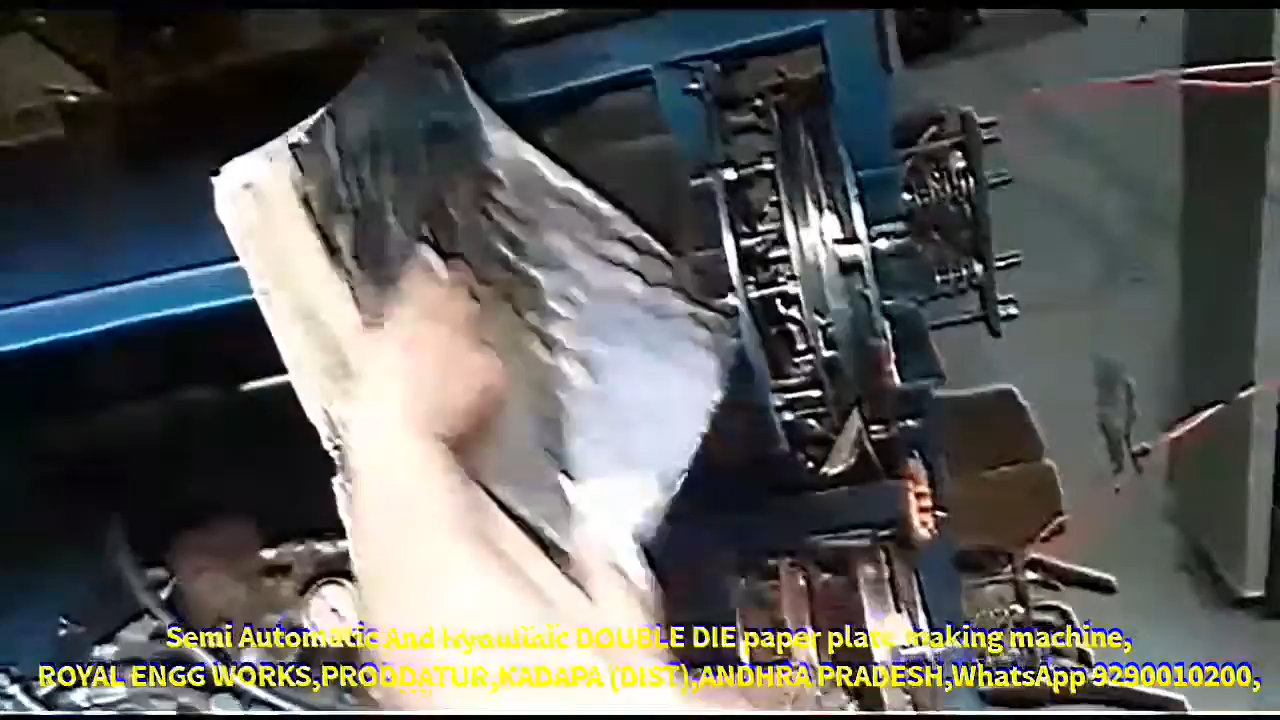 Semi Automatic And Hydraulic DOUBLE DIE paper plate making machine,
ROYAL ENGG WORKS,PRODDATUR,KADAPA (DIST),ANDHRA PRADESH,WhatsApp 9290010200,